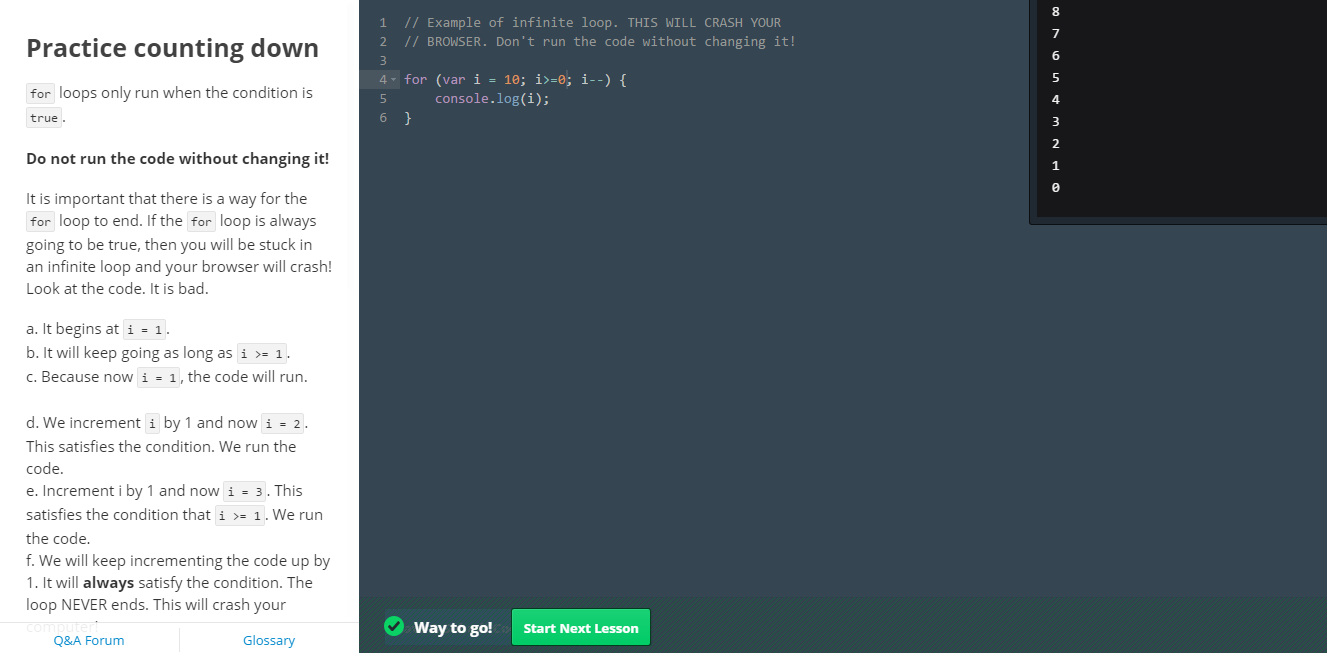 Practice counting down
for loops only run when the condition is
true.
Do not run the code without changing it!
It is important that there is a way for the
for loop to end. If the for loop is always
going to be true, then you will be stuck in
an infinite loop and your browser will crash!
Look at the code. It is bad.
a. It begins at i = 1.
b. It will keep going as long as i >= 1.
c. Because now i = 1, the code will run.
d. We increment i by 1 and now i = 2.
This satisfies the condition. We run the
code.
e. Increment i by 1 and now i = 3. This
satisfies the condition that i >= 1. We run
the code.
f. We will keep incrementing the code up by
1. It will always satisfy the condition. The
loop NEVER ends. This will crash your
computer!
Q&A Forum
Glossary
1 // Example of infinite loop. THIS WILL CRASH YOUR
2 // BROWSER. Don't run the code without changing it!
3
4 for (var i = 10; i>=0; i--) {
5 console.log(i);
6 }
8
7
6
5
4
3
2
1
0
Way to go!
Start Next Lesson